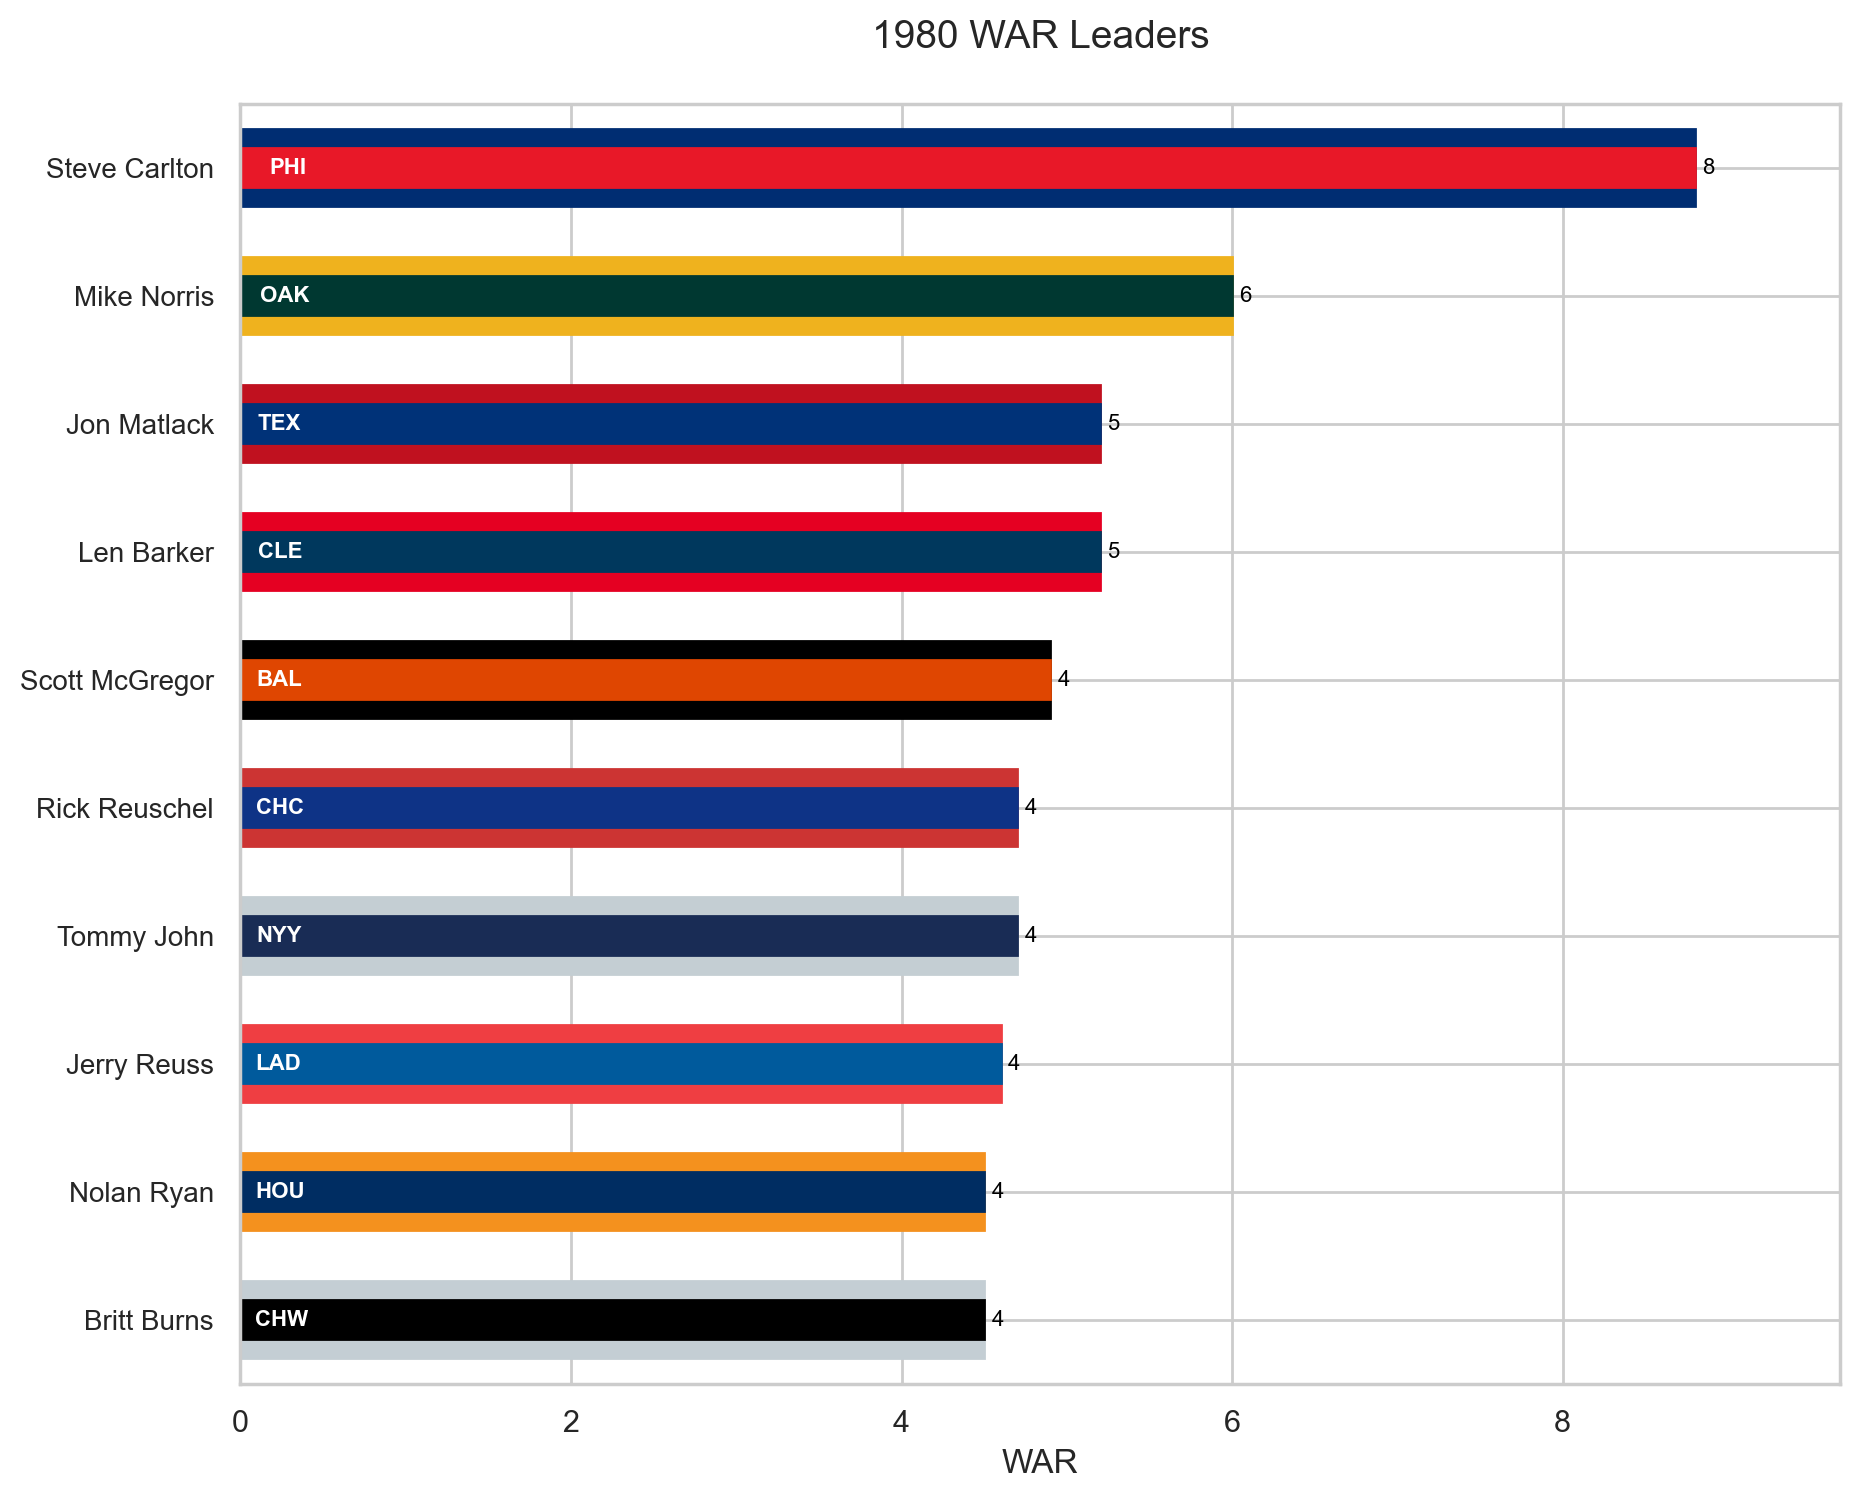 1980 WAR Leaders
Steve Carlton PHI 8
Mike Norris OAK 6
Jon Matlack TEX 5
Len Barker CLE 5
Scott McGregor BAL 4
Rick Reuschel CHC 4
Tommy John NYY 4
Jerry Reuss LAD 4
Nolan Ryan HOU 4
Britt Burns CHW 4
0 2 4 6 8
WAR